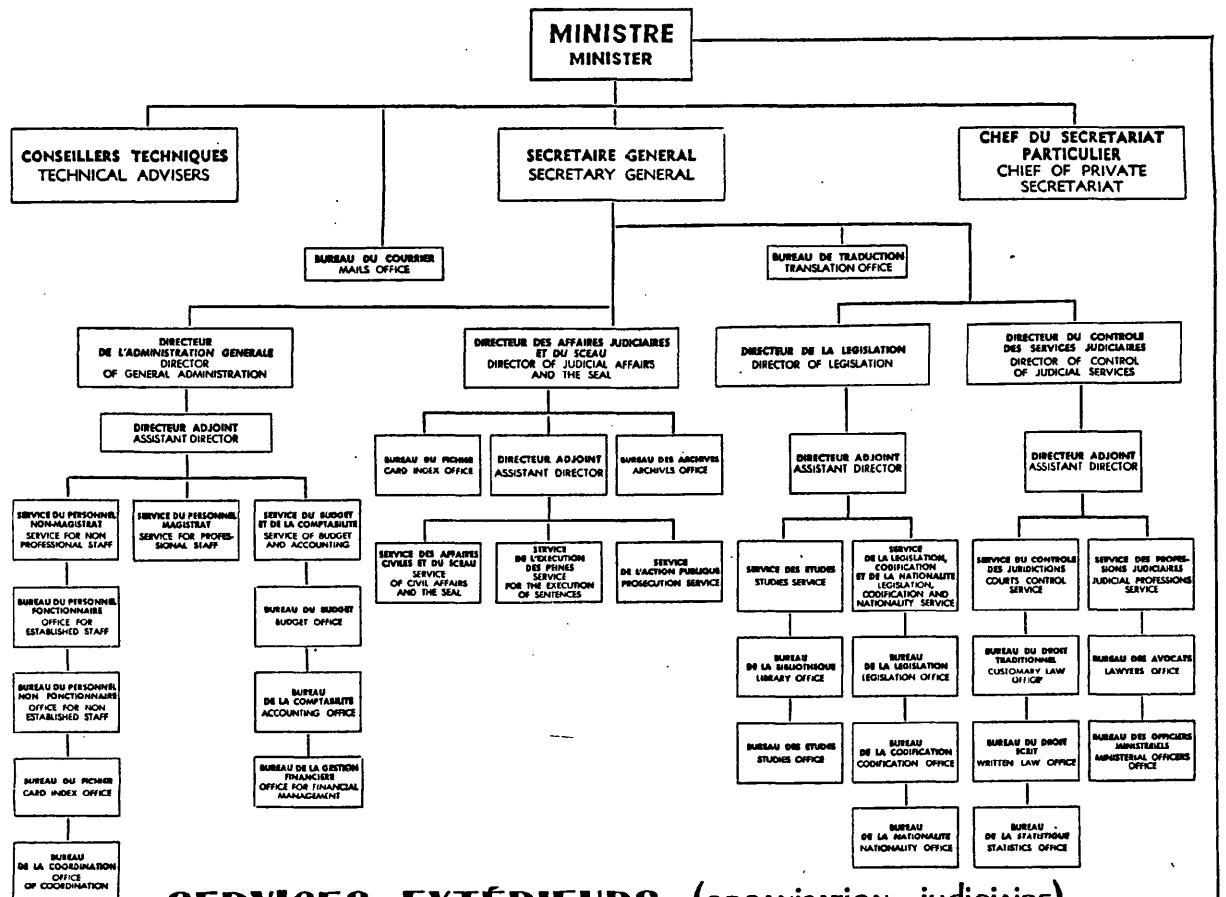 MINISTRE
MINISTER
CONSEILLERS TECHNIQUES
TECHNICAL ADVISERS
SECRETAIRE GENERAL
SECRETARY GENERAL
CHEF DU SECRETARIAT
PARTICULIER
CHIEF OF PRIVATE
SECRETARIAT
BUREAU DU COURRIER
MAILS OFFICE
BUREAU DE TRADUCTION
TRANSLATION OFFICE
DIRECTEUR
DE L'ADMINISTRATION GENERALE
DIRECTOR
OF GENERAL ADMINISTRATION
DIRECTEUR DES AFFAIRES JUDICIAIRES
ET DU SCEAU
DIRECTOR OF JUDICIAL AFFAIRS
AND THE SEAL
DIRECTEUR DE LA LEGISLATION
DIRECTOR OF LEGISLATION
DIRECTEUR DU CONTROLE
DES SERVICES JUDICIAIRES
DIRECTOR OF CONTROL
OF JUDICIAL SERVICES
DIRECTEUR ADJOINT
ASSISTANT DIRECTOR
BUREAU DU FICHIER
CARD INDEX OFFICE
DIRECTEUR ADJOINT
ASSISTANT DIRECTOR
BUREAU DES ARCHIVES
ARCHIVES OFFICE
DIRECTEUR ADJOINT
ASSISTANT DIRECTOR
DIRECTEUR ADJOINT
ASSISTANT DIRECTOR
SERVICE DU PERSONNEL
NON-MAGISTRAT
SERVICE FOR NON
PROFESSIONAL STAFF
SERVICE DU PERSONNEL
MAGISTRAT
SERVICE FOR PROFES-
SIONAL STAFF
SERVICE DU BUDGET
ET DE LA COMPTABILITE
SERVICE OF BUDGET
AND ACCOUNTING
SERVICE DES AFFAIRES
CIVILES ET DU SCEAU
SERVICE
OF CIVIL AFFAIRS
AND THE SEAL
SERVICE
DE L'EXECUTION
DES PEINES
SERVICE
FOR THE EXECUTION
OF SENTENCES
SERVICE
DE L'ACTION PUBLIQUE
PROSECUTION SERVICE
SERVICE DES ETUDES
STUDIES SERVICE
SERVICE
DE LA LEGISLATION,
CODIFICATION
ET DE LA NATIONALITE
LEGISLATION,
CODIFICATION AND
NATIONALITY SERVICE
SERVICE DU CONTROLE
DES JURIDICTIONS
COURTS CONTROL
SERVICE
SERVICE DES PROFES-
SIONS JUDICIAIRES
JUDICIAL PROFESSIONS
SERVICE
BUREAU DU PERSONNEL
FONCTIONNAIRE
OFFICE FOR
ESTABLISHED STAFF
BUREAU DU BUDGET
BUDGET OFFICE
BUREAU
DE LA BIBLIOTHEQUE
LIBRARY OFFICE
BUREAU
DE LA LEGISLATION
LEGISLATION OFFICE
BUREAU DU DROIT
TRADITIONNEL
CUSTOMARY LAW
OFFICE
BUREAU DES AVOCATS
LAWYERS OFFICE
BUREAU DU PERSONNEL
NON FONCTIONNAIRE
OFFICE FOR NON
ESTABLISHED STAFF
BUREAU
DE LA COMPTABILITE
ACCOUNTING OFFICE
BUREAU DES ETUDES
STUDIES OFFICE
BUREAU
DE LA CODIFICATION
CODIFICATION OFFICE
BUREAU DU DROIT
ECRIT
WRITTEN LAW OFFICE
BUREAU DES OFFICIERS
MINISTERIELS
MINISTERIAL OFFICERS
OFFICE
BUREAU DU FICHIER
CARD INDEX OFFICE
BUREAU DE LA GESTION
FINANCIERE
OFFICE FOR FINANCIAL
MANAGEMENT
BUREAU
DE LA NATIONALITE
NATIONALITY OFFICE
BUREAU
DE LA STATISTIQUE
STATISTICS OFFICE
BUREAU
DE LA COORDINATION
OFFICE
OF COORDINATION
SERVICES EXTÉRIEURS (organisation judiciaire)